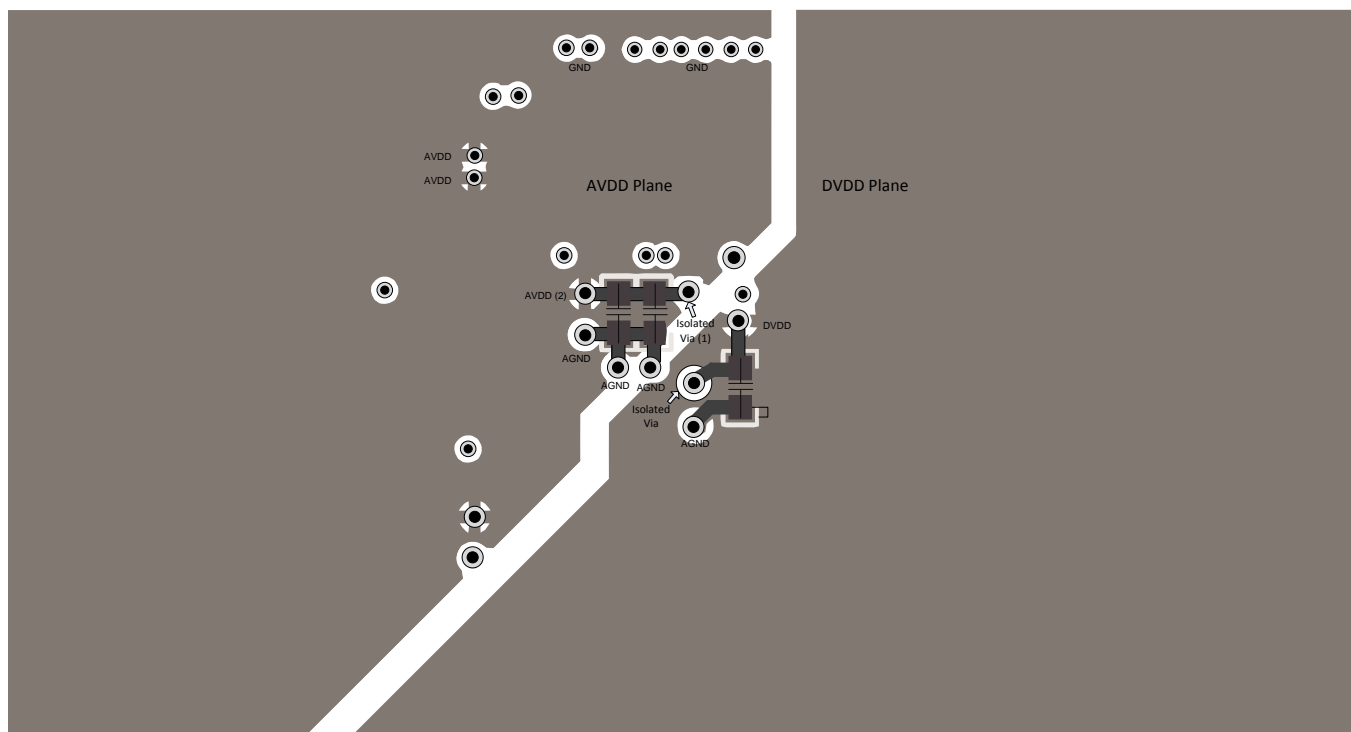 GND
GND
AVDD
AVDD
AVDD Plane
DVDD Plane
AVDD (2)
Isolated
Via (1)
DVDD
AGND
AGND
AGND
Isolated
Via
AGND